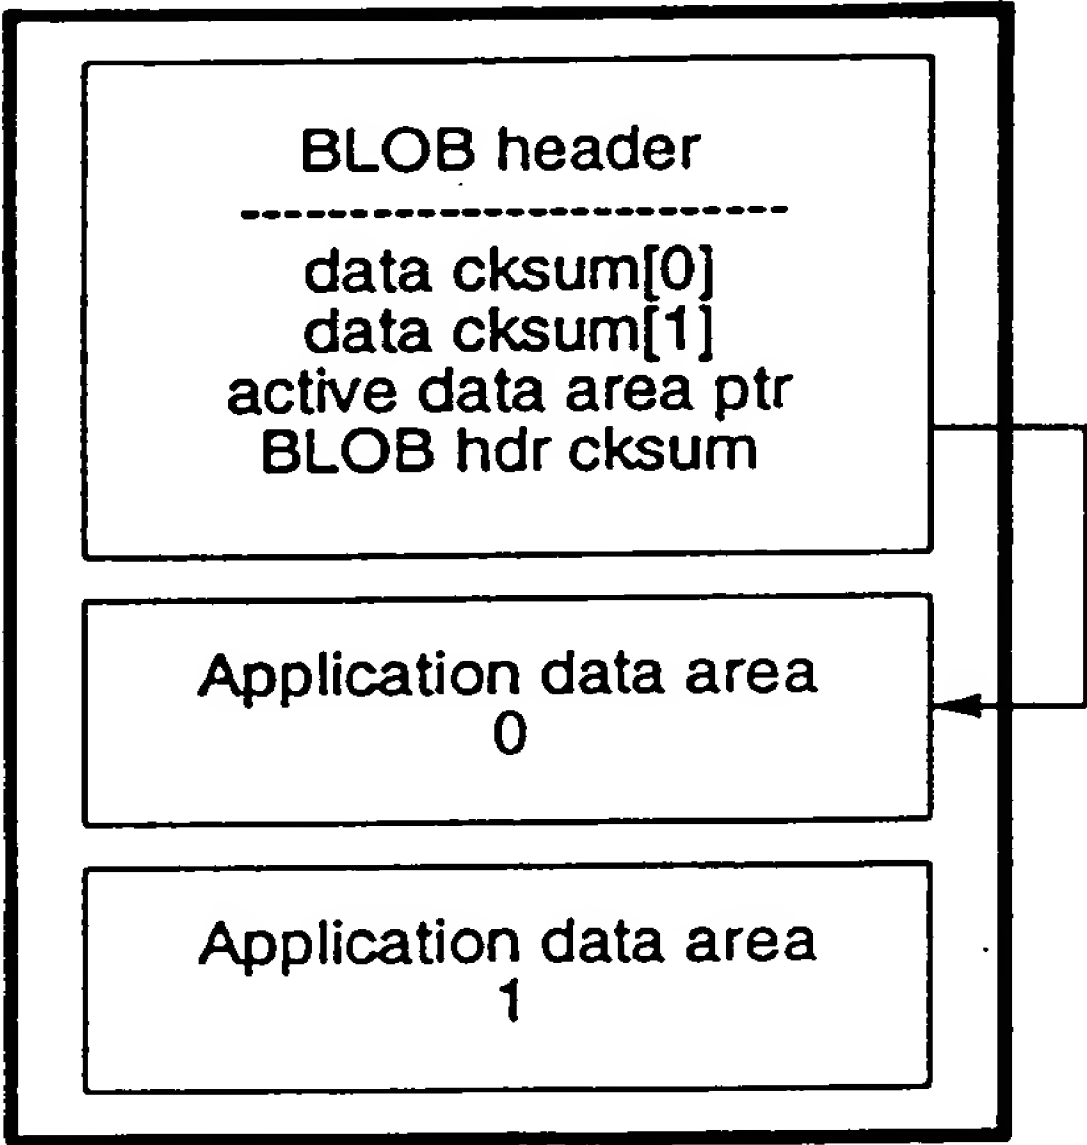 BLOB header
data cksum[0]
data cksum[1]
active data area ptr
BLOB hdr cksum
Application data area
0
Application data area
1